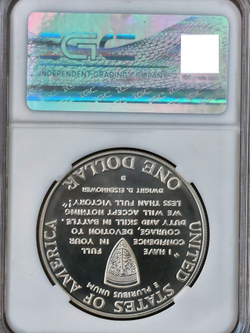 IGC
INDEPENDENT GRADING COMPANY
UNITED STATES OF AMERICA
E PLURIBUS UNUM
I HAVE FULL
CONFIDENCE IN YOUR
COURAGE, DEVOTION TO
DUTY AND SKILL IN BATTLE.
WE WILL ACCEPT NOTHING
LESS THAN FULL VICTORY!
D
DWIGHT D. EISENHOWER
ONE DOLLAR